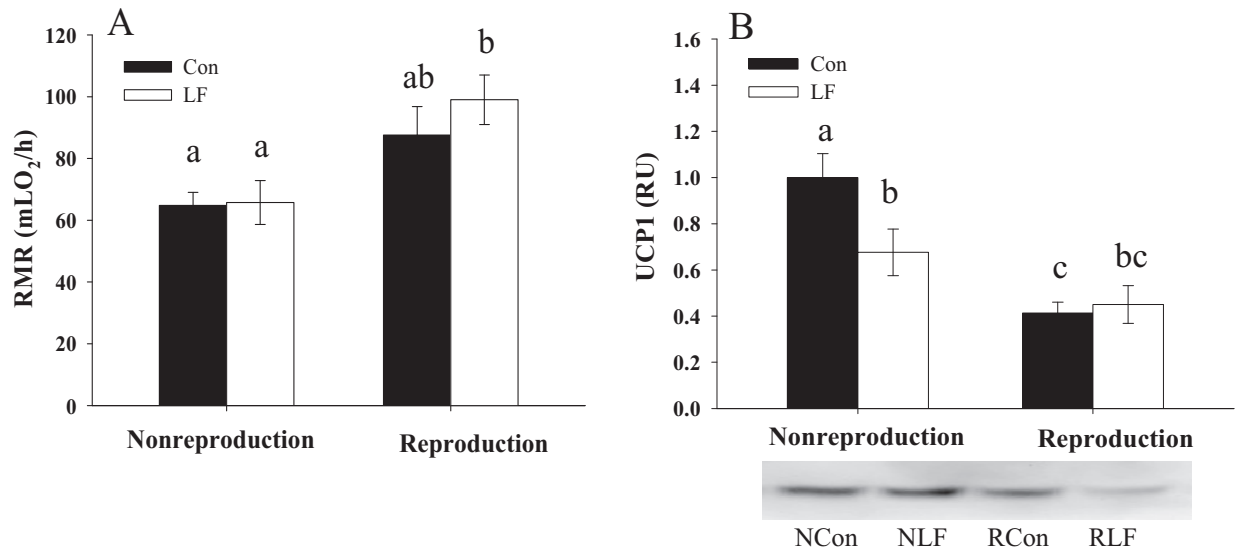 A
RMR (mLO2/h)
120
100
80
60
40
20
0
Con
LF
a
a
ab
b
Nonreproduction
Reproduction
B
UCP1 (RU)
1.6
1.4
1.2
1.0
0.8
0.6
0.4
0.2
0.0
Con
LF
a
b
c
bc
Nonreproduction
Reproduction
NCon NLF RCon RLF